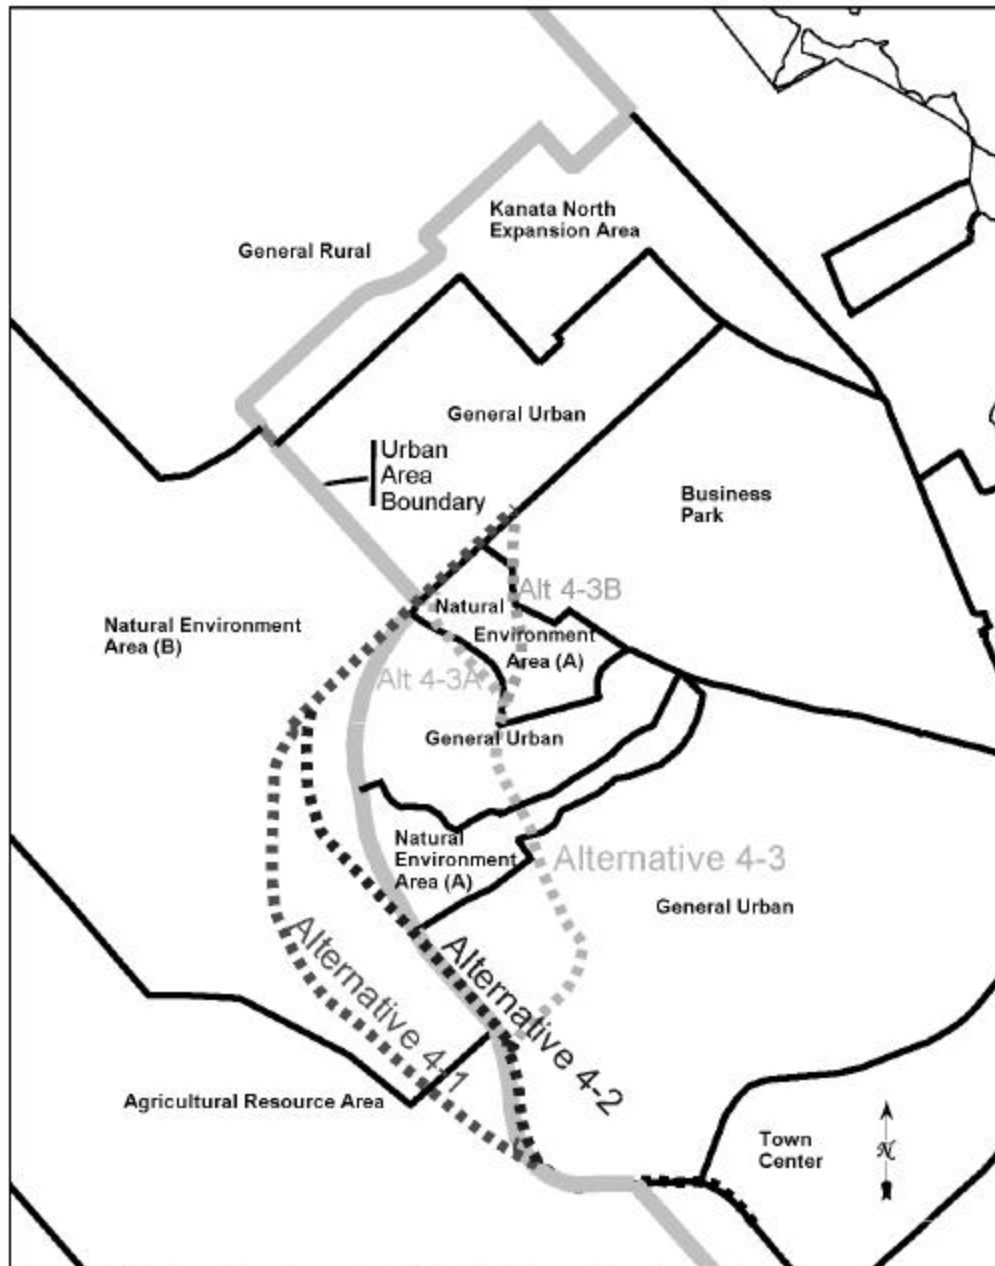 Kanata North
Expansion Area
General Rural
General Urban
Urban
Area
Boundary
Business
Park
Alt 4-3B
Natural
Environment
Area (A)
Natural Environment
Area (B)
Alt 4-3A
General Urban
Natural
Environment
Area (A)
Alternative 4-3
General Urban
Alternative 4-1
Alternative 4-2
Agricultural Resource Area
Town
Center
N